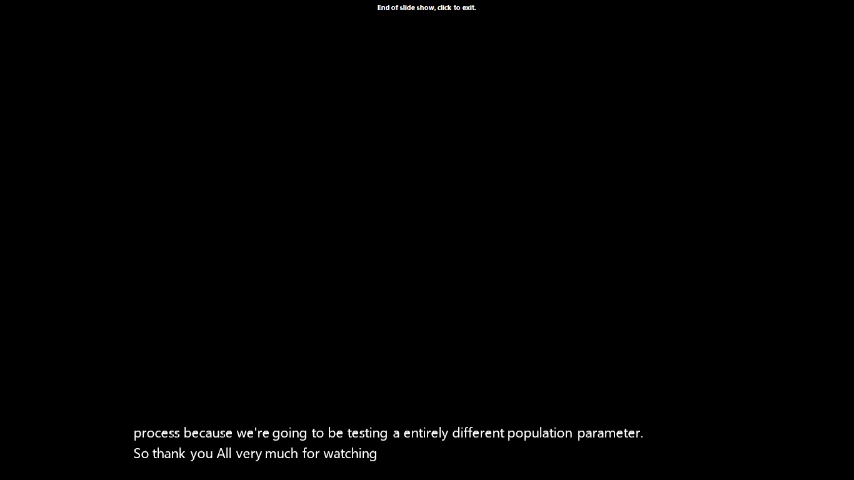 End of slide show, click to exit.
process because we're going to be testing a entirely different population parameter.
So thank you All very much for watching